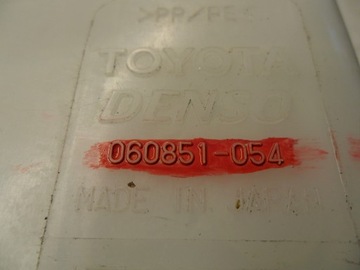 >PP/PE<
TOYOTA
DENSO
060851-054
MADE IN JAPAN